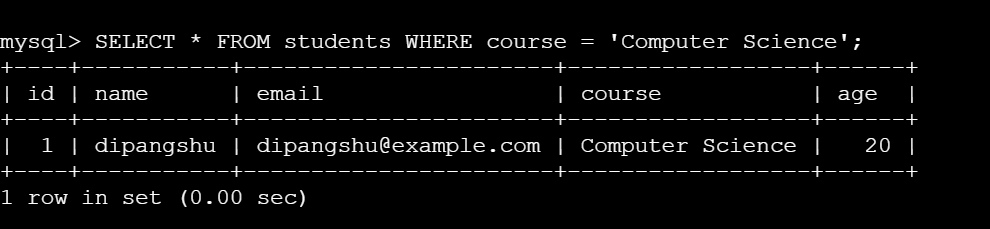 mysql> SELECT * FROM students WHERE course = 'Computer Science';
+----+-----------+-----------------------+------------------+------+
| id | name      | email                 | course           | age  |
+----+-----------+-----------------------+------------------+------+
|  1 | dipangshu | dipangshu@example.com | Computer Science |   20 |
+----+-----------+-----------------------+------------------+------+
1 row in set (0.00 sec)